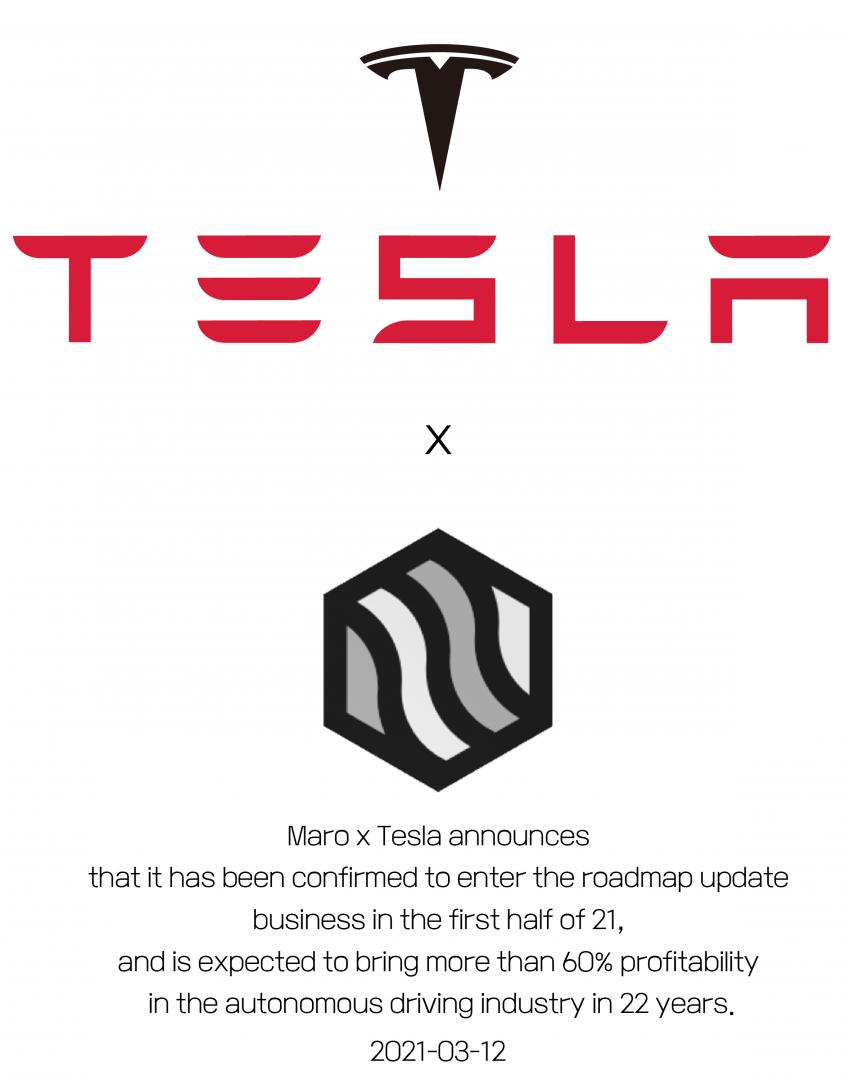 TESLA
X
Maro x Tesla announces
that it has been confirmed to enter the roadmap update
business in the first half of 21,
and is expected to bring more than 60% profitability
in the autonomous driving industry in 22 years.
2021-03-12